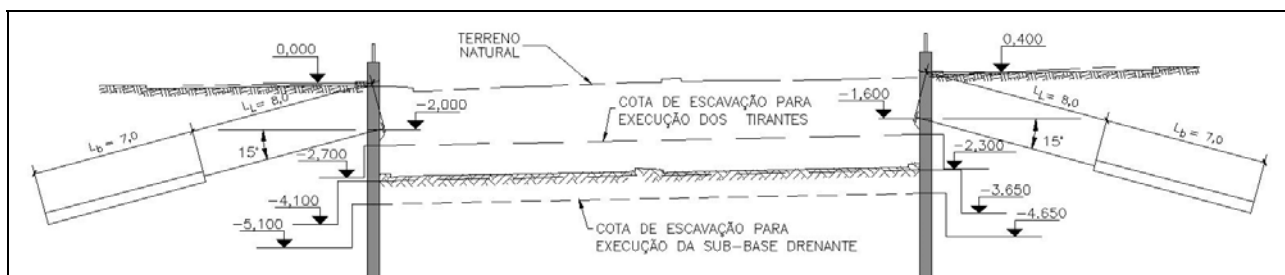 TERRENO
NATURAL
0,000
0,400
L_L= 8,0
L_b= 7,0
15°
-2,000
COTA DE ESCAVAÇÃO PARA
EXECUÇÃO DOS TIRANTES
-1,600
L_L= 8,0
L_b= 7,0
15°
-2,700
-2,300
-4,100
-3.650
-5,100
-4.650
COTA DE ESCAVAÇÃO PARA
EXECUÇÃO DA SUB-BASE DRENANTE